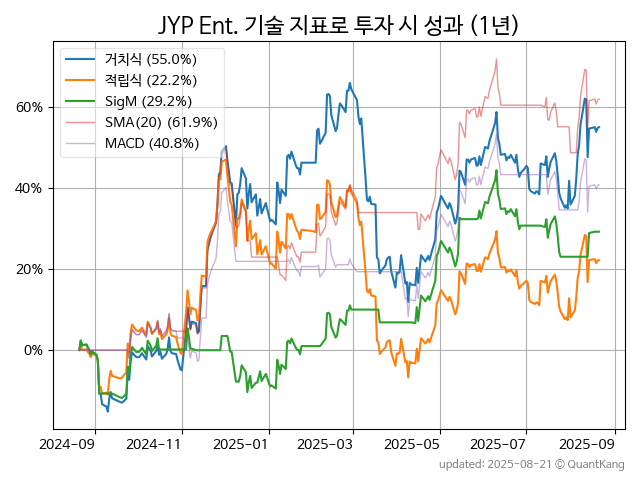 JYP Ent. 기술 지표로 투자 시 성과 (1년)
거치식 (55.0%)
적립식 (22.2%)
SigM (29.2%)
SMA(20) (61.9%)
MACD (40.8%)
60%
40%
20%
0%
2024-09 2024-11 2025-01 2025-03 2025-05 2025-07 2025-09
updated: 2025-08-21 © QuantKang